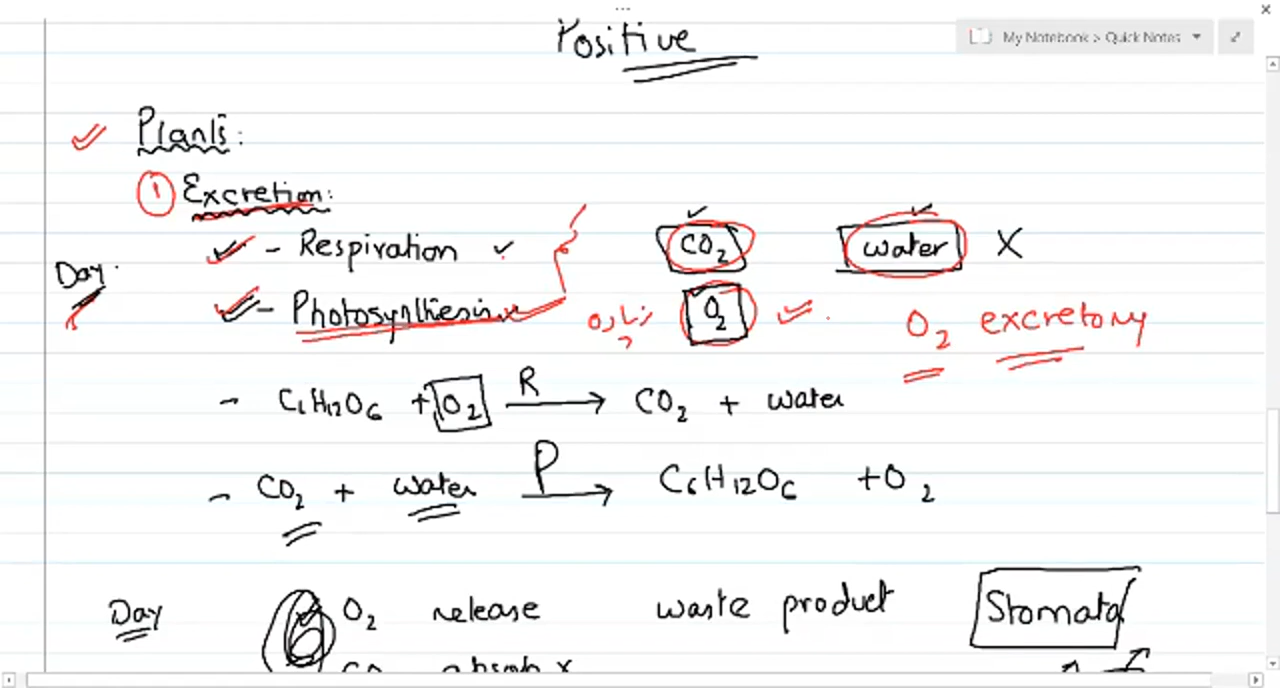 My Notebook > Quick Notes
Positive
Plants:
① Excretion:
- Respiration ✓ CO₂ water X
Day:
- Photosynthesis O₂ O₂ excretory
- C₆H₁₂O₆ + O₂ R → CO₂ + water
- CO₂ + water P → C₆H₁₂O₆ + O₂
Day O₂ release waste product Stomata